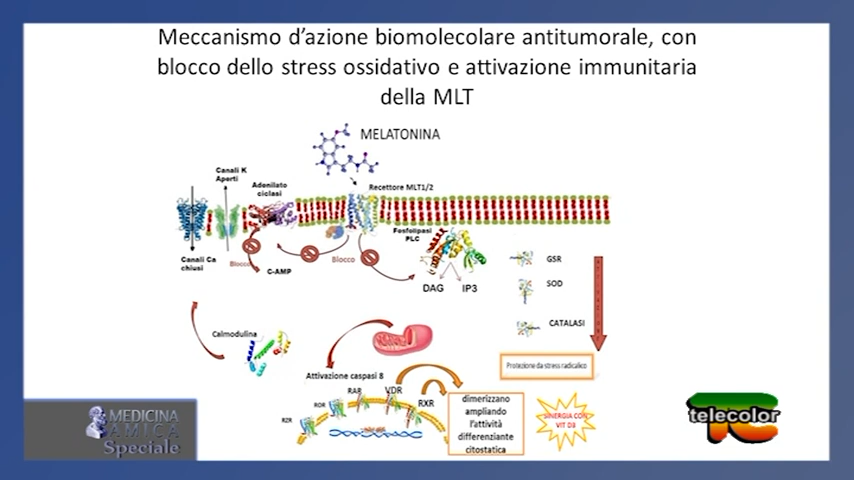 Meccanismo d’azione biomolecolare antitumorale, con
blocco dello stress ossidativo e attivazione immunitaria
della MLT
MELATONINA
Canali K
Aperti
Adenilato
ciclasi
Recettore MLT1/2
Fosfolipasi
PLC
Canali Ca
chiusi
Blocco
C-AMP
Blocco
DAG
IP3
GSR
SOD
CATALASI
Calmodulina
Protezione da stress radicalico
Attivazione caspasi 8
RAR
VDR
ROR
RXR
RZR
dimerizzano
ampliando
l’attività
differenziante
citostatica
SINERGIA CON
VIT D3
MEDICINA
AMICA
Speciale
telecolor